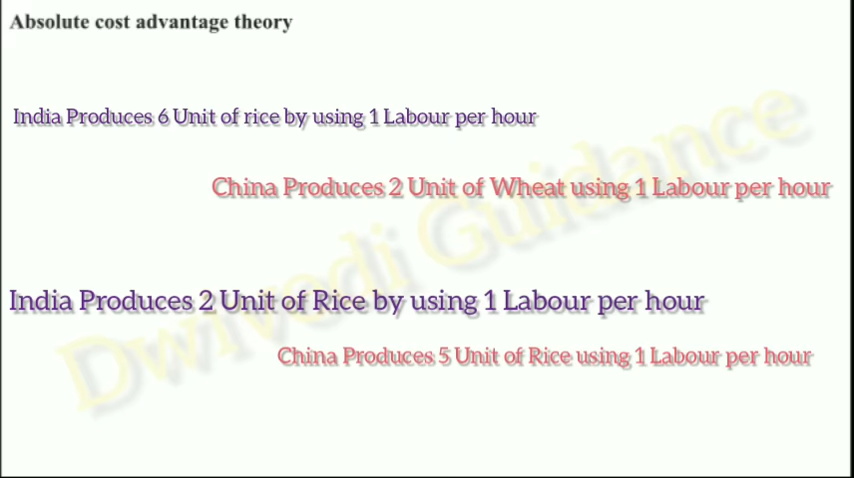 Absolute cost advantage theory
India Produces 6 Unit of rice by using 1 Labour per hour
China Produces 2 Unit of Wheat using 1 Labour per hour
Dwivedi Guidance
India Produces 2 Unit of Rice by using 1 Labour per hour
China Produces 5 Unit of Rice using 1 Labour per hour